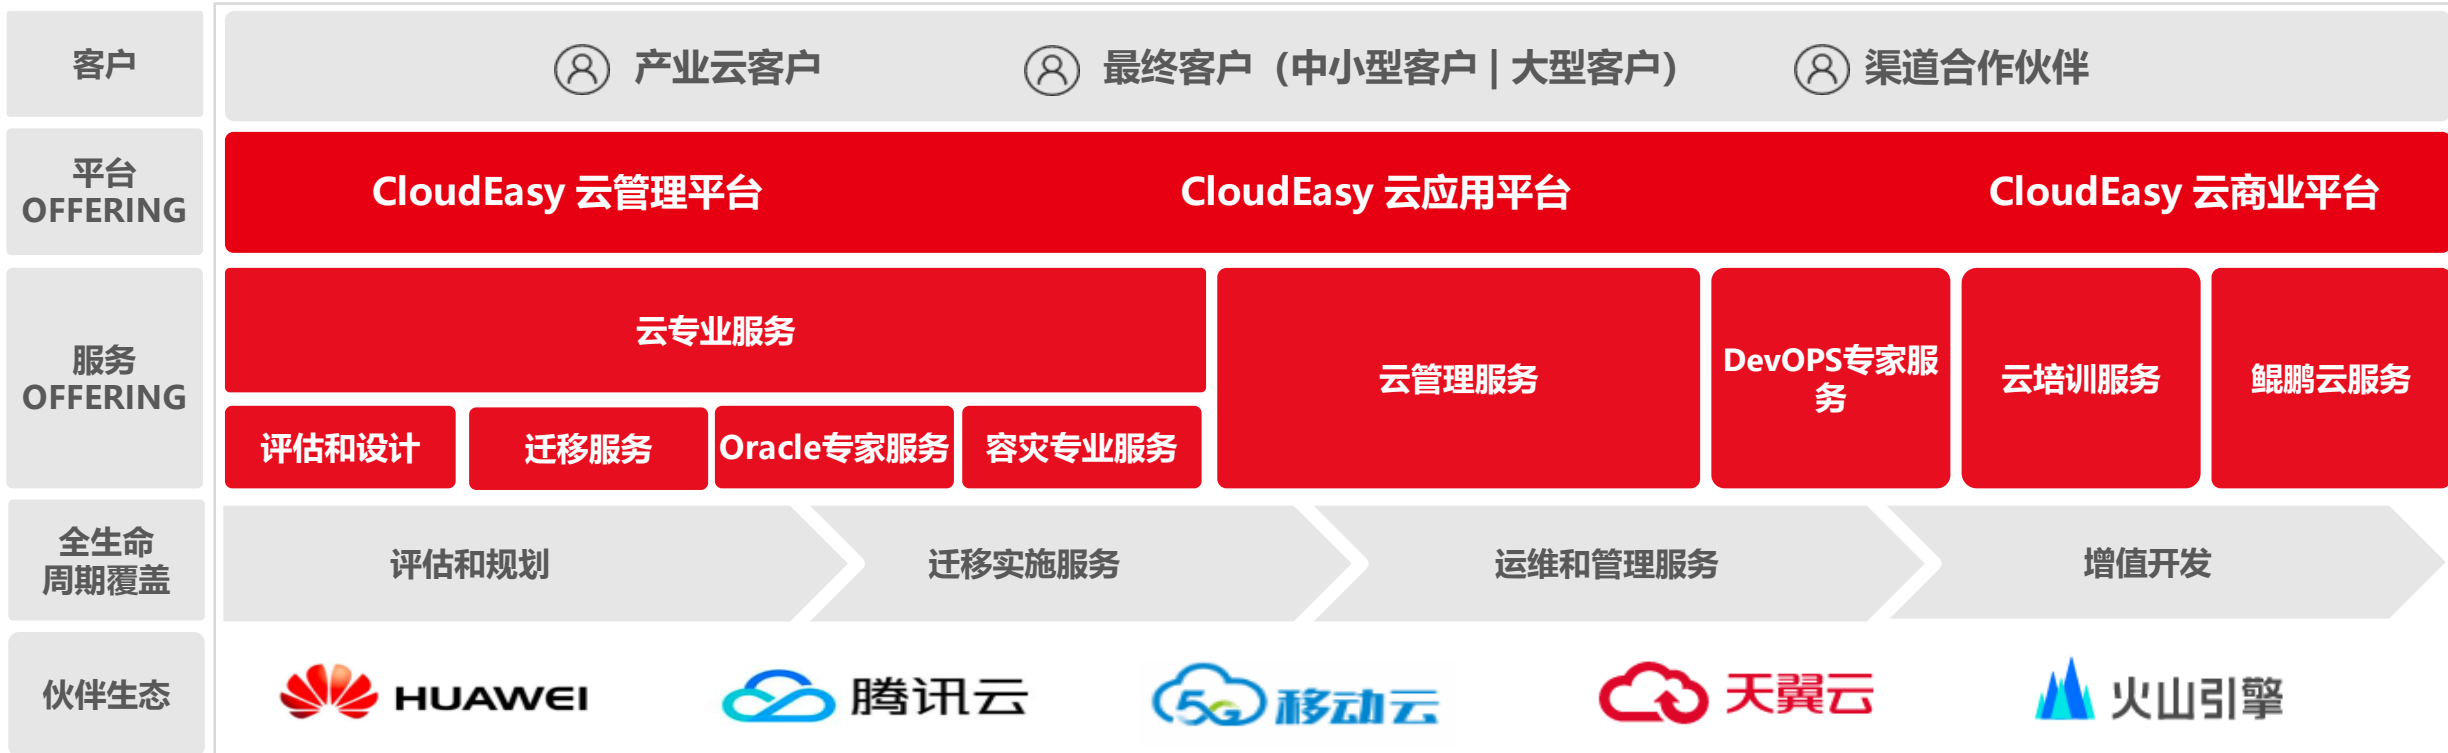 客户
产业云客户
最终客户（中小型客户 | 大型客户）
渠道合作伙伴
平台
OFFERING
CloudEasy 云管理平台
CloudEasy 云应用平台
CloudEasy 云商业平台
服务
OFFERING
云专业服务
评估和设计
迁移服务
Oracle专家服务
容灾专业服务
云管理服务
DevOPS专家服
务
云培训服务
鲲鹏云服务
全生命
周期覆盖
评估和规划
迁移实施服务
运维和管理服务
增值开发
伙伴生态
HUAWEI
腾讯云
5G 移动云
天翼云
火山引擎